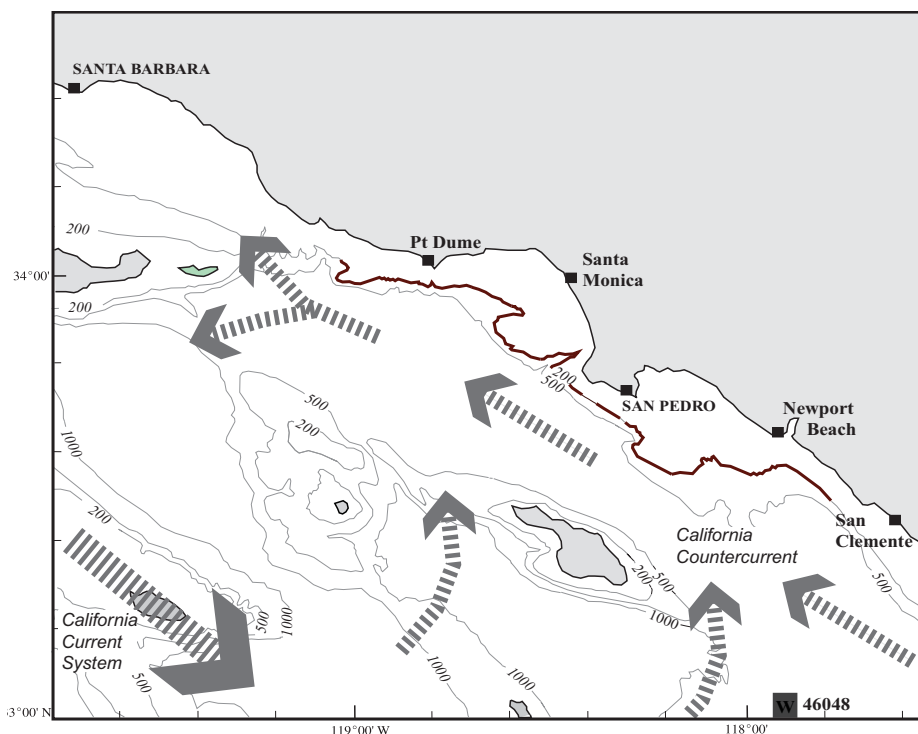 SANTA BARBARA
200
Pt Dume
Santa
Monica
34°00'
200
200
500
SAN PEDRO
Newport
Beach
500
200
1000
200
San
Clemente
California
Countercurrent
500
200
500
1000
California
Current
System
500
1000
500
1000
1000
W 46048
33°00' N
119°00' W
118°00'